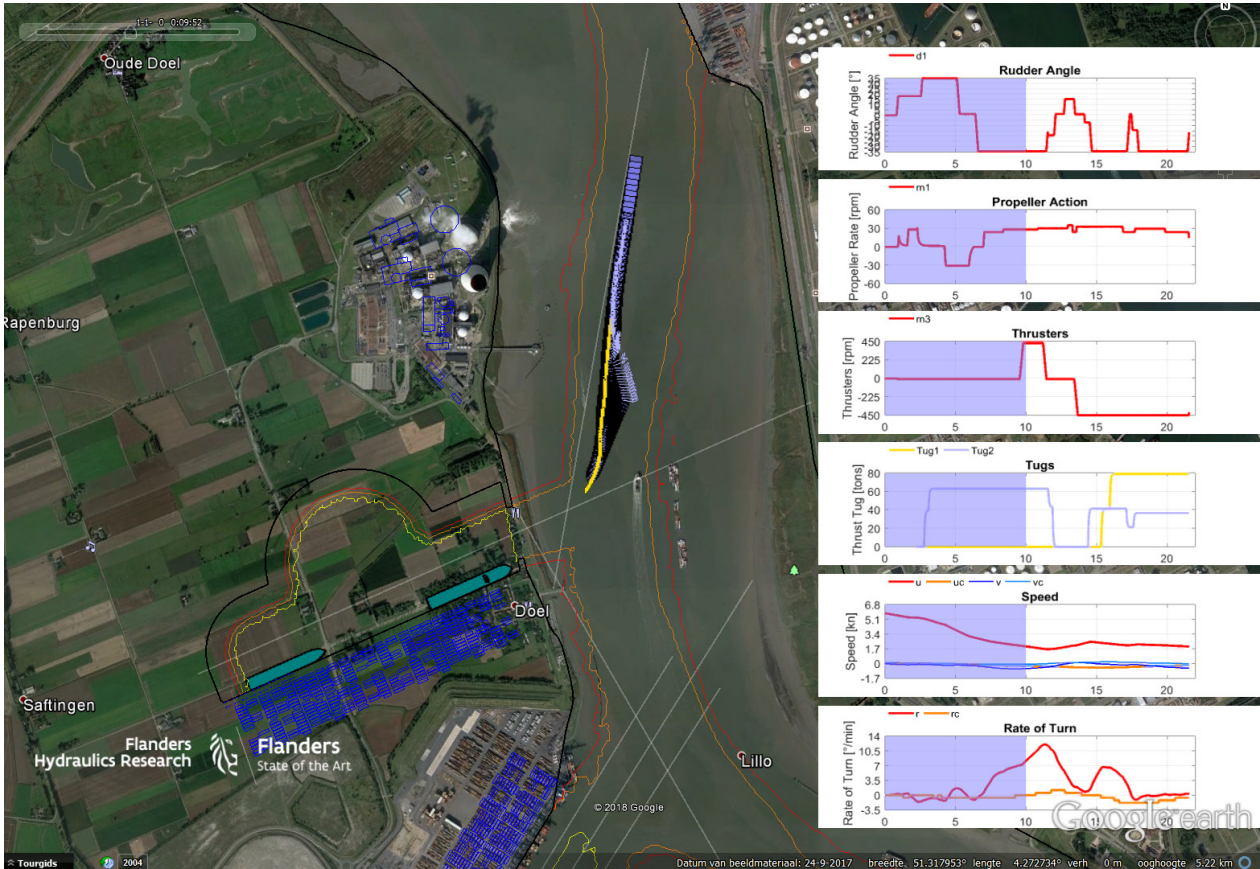 1-1- 0 0:09:52
N
Oude Doel
Rapenburg
Doel
Saftingen
Lillo
Flanders
Hydraulics Research
Flanders
State of the Art
© 2018 Google
Google earth
d1
Rudder Angle
Rudder Angle [°]
0 5 10 15 20
m1
Propeller Action
Propeller Rate [rpm]
60
30
0
-30
-60
0 5 10 15 20
m3
Thrusters
Thrusters [rpm]
450
225
0
-225
-450
0 5 10 15 20
Tug1 Tug2
Tugs
Thrust Tug [tons]
80
60
40
20
0
0 5 10 15 20
u uc v vc
Speed
Speed [kn]
6.8
5.1
3.4
1.7
0
-1.7
0 5 10 15 20
r rc
Rate of Turn
Rate of Turn [°/min]
14
10.5
7
3.5
0
-3.5
0 5 10 15 20
Tourgids
2004
Datum van beeldmateriaal: 24-9-2017 breedte 51.317953° lengte 4.272734° verh 0 m ooghoogte 5.22 km